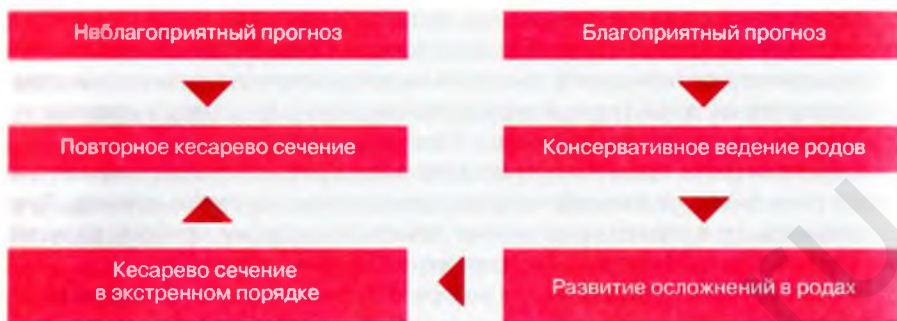 Неблагоприятный прогноз
Благоприятный прогноз
Повторное кесарево сечение
Консервативное ведение родов
Кесарево сечение
в экстренном порядке
Развитие осложнений в родах